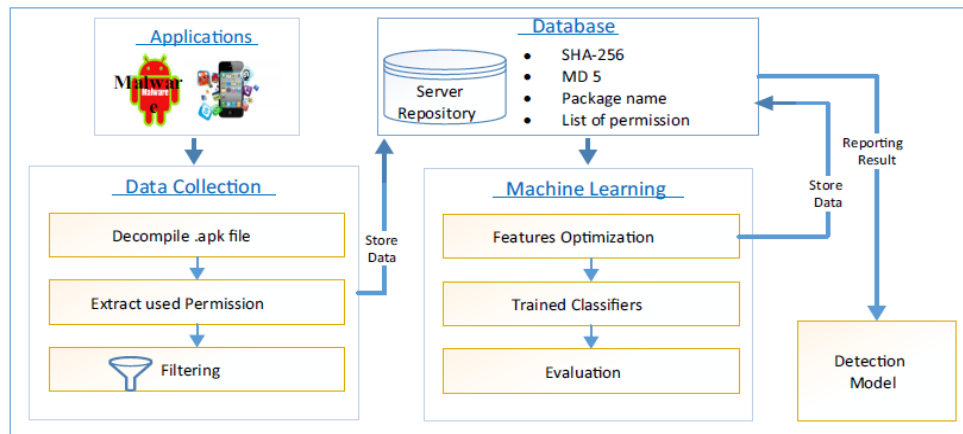 Applications
Malwar
e
Malware
Database
Server
Repository
SHA-256
MD 5
Package name
List of permission
Data Collection
Decompile .apk file
Extract used Permission
Filtering
Store
Data
Machine Learning
Features Optimization
Trained Classifiers
Evaluation
Store
Data
Reporting
Result
Detection
Model